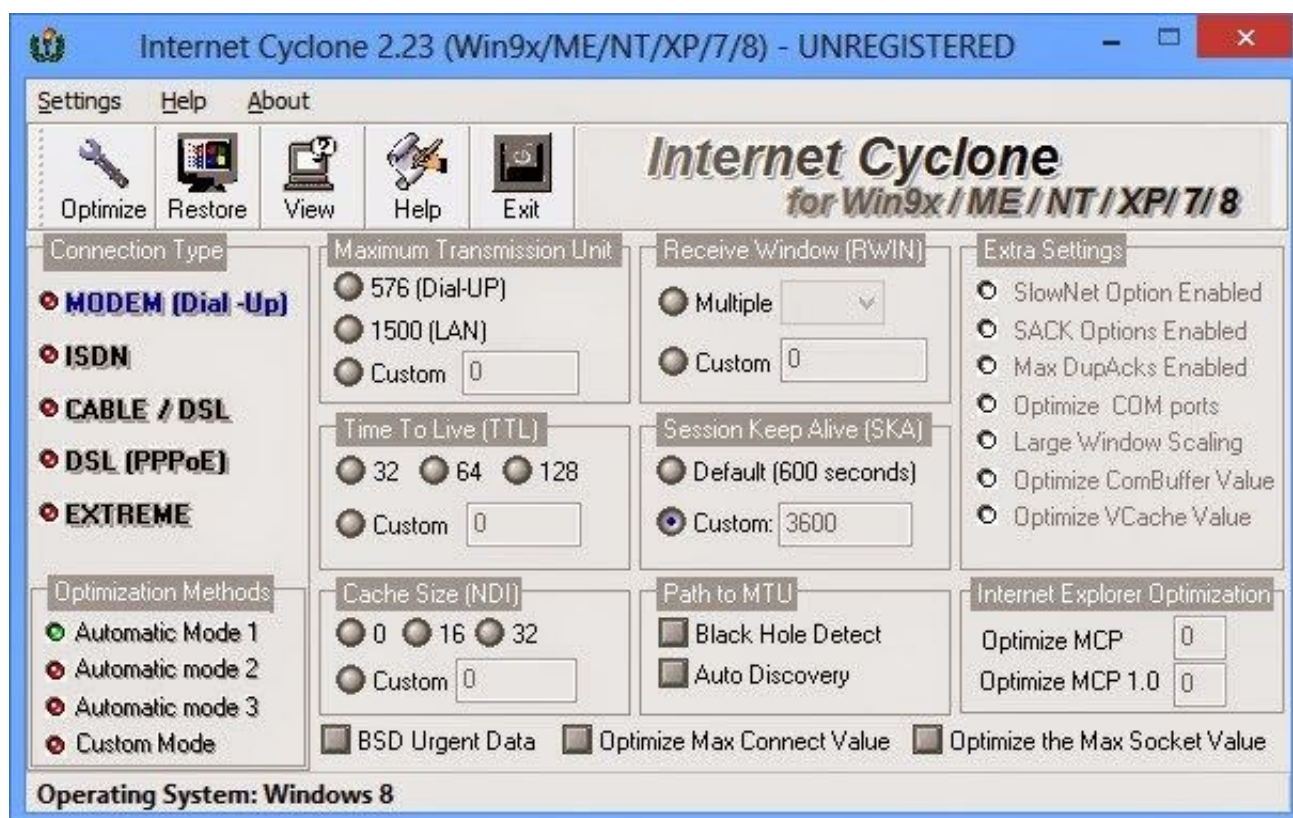 Internet Cyclone 2.23 (Win9x/ME/NT/XP/7/8) - UNREGISTERED
Settings Help About
Optimize Restore View Help Exit
Internet Cyclone
for Win9x / ME / NT / XP/ 7/ 8
Connection Type
MODEM (Dial -Up)
ISDN
CABLE / DSL
DSL (PPPoE)
EXTREME
Optimization Methods
Automatic Mode 1
Automatic mode 2
Automatic mode 3
Custom Mode
Maximum Transmission Unit
576 (Dial-UP)
1500 (LAN)
Custom 0
Time To Live (TTL)
32 64 128
Custom 0
Cache Size (NDI)
0 16 32
Custom 0
Receive Window (RWIN)
Multiple
Custom 0
Session Keep Alive (SKA)
Default (600 seconds)
Custom: 3600
Path to MTU
Black Hole Detect
Auto Discovery
Extra Settings
SlowNet Option Enabled
SACK Options Enabled
Max DupAcks Enabled
Optimize COM ports
Large Window Scaling
Optimize ComBuffer Value
Optimize VCache Value
Internet Explorer Optimization
Optimize MCP 0
Optimize MCP 1.0 0
BSD Urgent Data Optimize Max Connect Value Optimize the Max Socket Value
Operating System: Windows 8